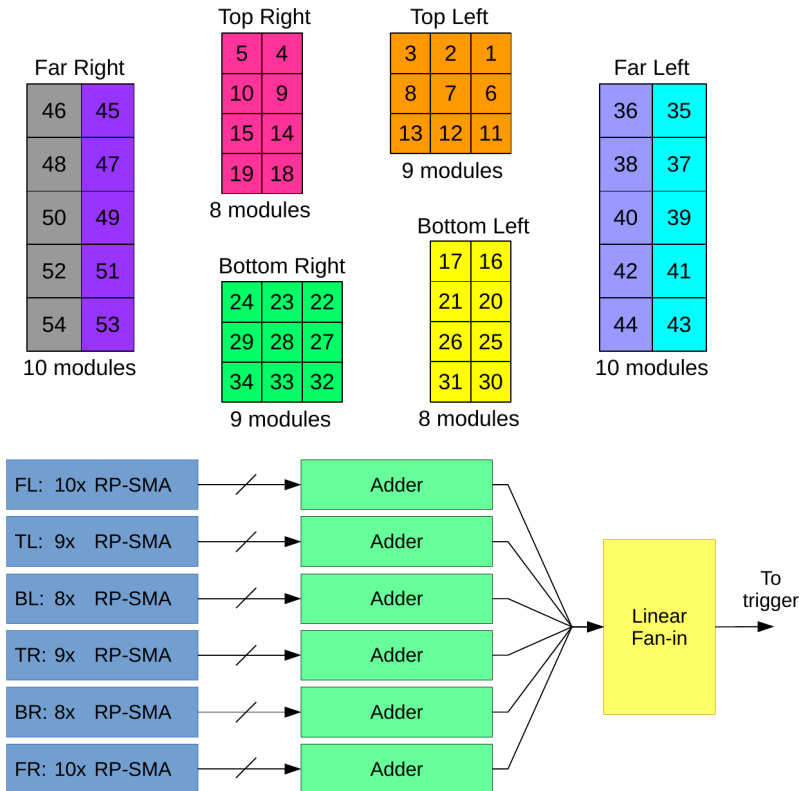 Top Right
5 4
10 9
15 14
19 18
8 modules
Top Left
3 2 1
8 7 6
13 12 11
9 modules
Far Right
46 45
48 47
50 49
52 51
54 53
10 modules
Far Left
36 35
38 37
40 39
42 41
44 43
10 modules
Bottom Right
24 23 22
29 28 27
34 33 32
9 modules
Bottom Left
17 16
21 20
26 25
31 30
8 modules
FL: 10x RP-SMA
Adder
TL: 9x RP-SMA
Adder
BL: 8x RP-SMA
Adder
TR: 9x RP-SMA
Adder
BR: 8x RP-SMA
Adder
FR: 10x RP-SMA
Adder
Linear
Fan-in
To
trigger